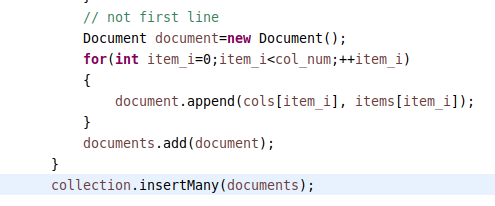 }
// not first line
Document document=new Document();
for(int item_i=0;item_i<col_num;++item_i)
{
document.append(cols[item_i], items[item_i]);
}
documents.add(document);
}
collection.insertMany(documents);